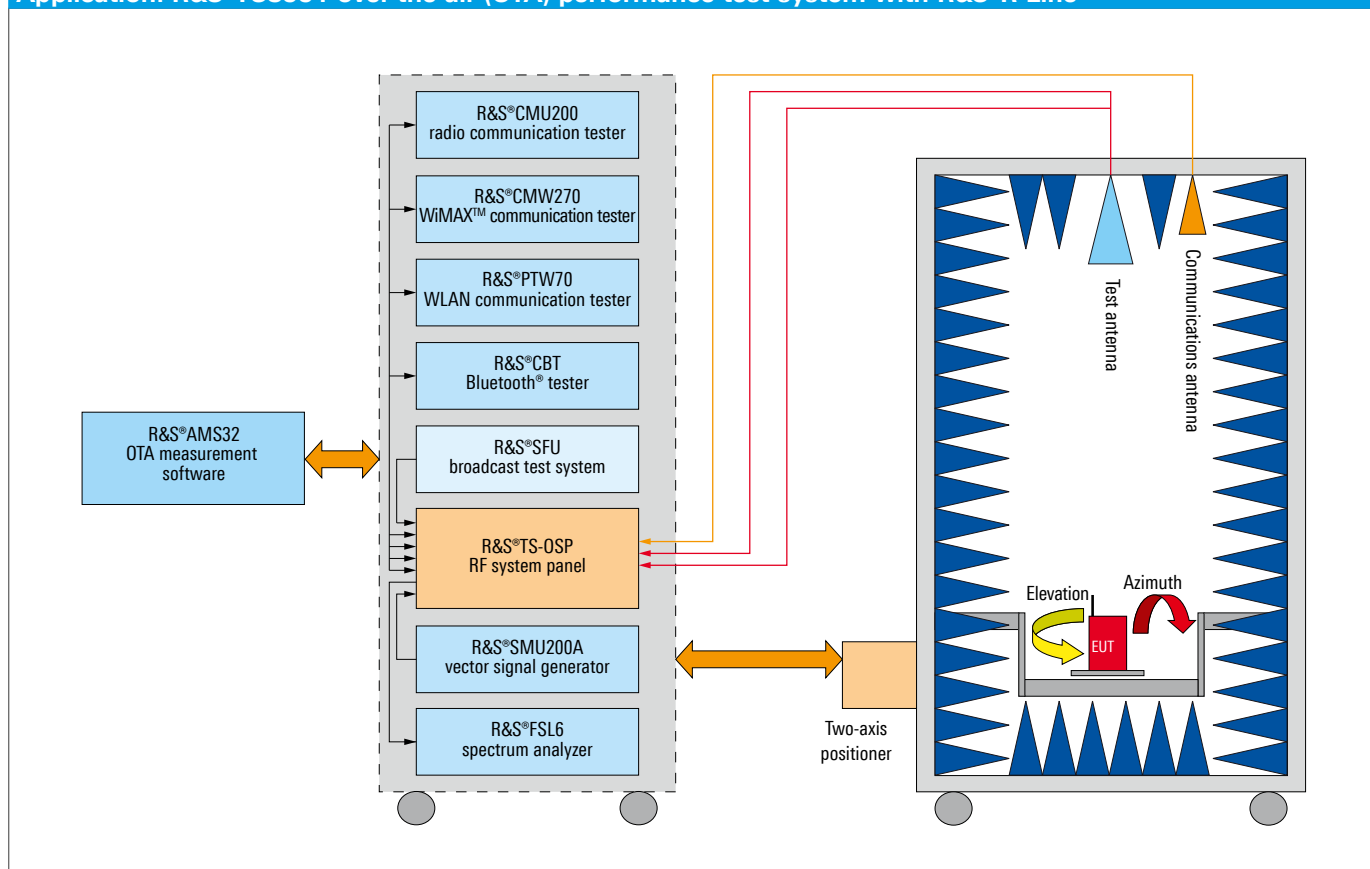 R&S®CMU200
radio communication tester
R&S®CMW270
WiMAX™ communication tester
R&S®PTW70
WLAN communication tester
R&S®CBT
Bluetooth® tester
R&S®AMS32
OTA measurement
software
R&S®SFU
broadcast test system
R&S®TS-OSP
RF system panel
R&S®SMU200A
vector signal generator
R&S®FSL6
spectrum analyzer
Two-axis
positioner
Test antenna
Communications antenna
Elevation
Azimuth
EUT